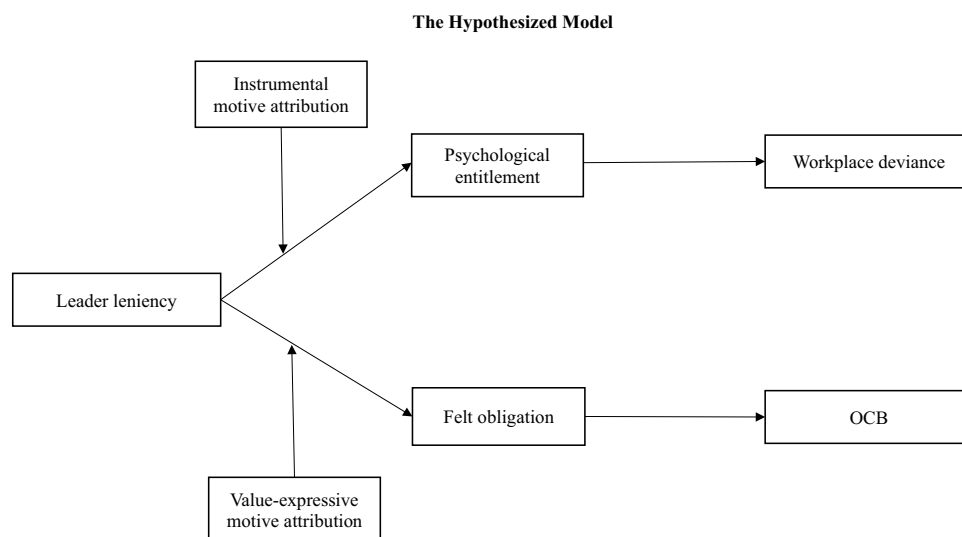 The Hypothesized Model
Instrumental
motive attribution
Psychological
entitlement
Workplace deviance
Leader leniency
Felt obligation
OCB
Value-expressive
motive attribution